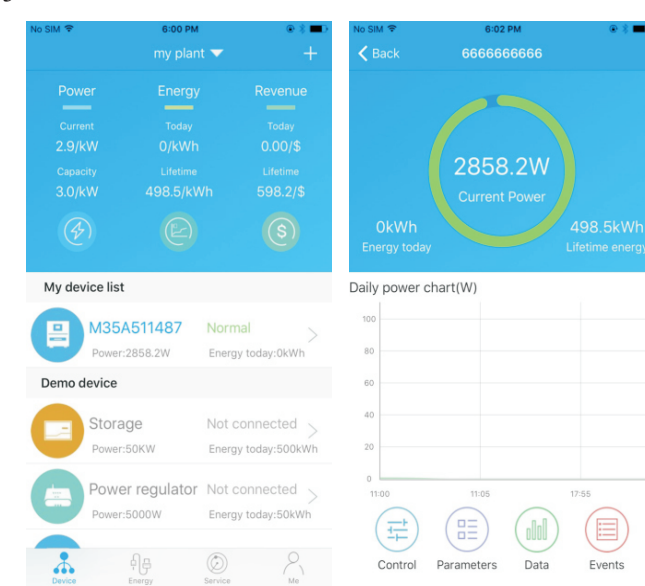 No SIM 6:00 PM
my plant
Power Energy Revenue
Current Today Today
2.9/kW 0/kWh 0.00/$
Capacity Lifetime Lifetime
3.0/kW 498.5/kWh 598.2/$
$
My device list
M35A511487 Normal
Power:2858.2W Energy today:0kWh
Demo device
Storage Not connected
Power:50KW Energy today:500kWh
Power regulator Not connected
Power:5000W Energy today:50kWh
Device Energy Service Me
No SIM 6:02 PM
Back 6666666666
2858.2W
Current Power
0kWh 498.5kWh
Energy today Lifetime energy
Daily power chart(W)
100
80
60
40
20
0
11:00 11:05 17:55
Control Parameters Data Events